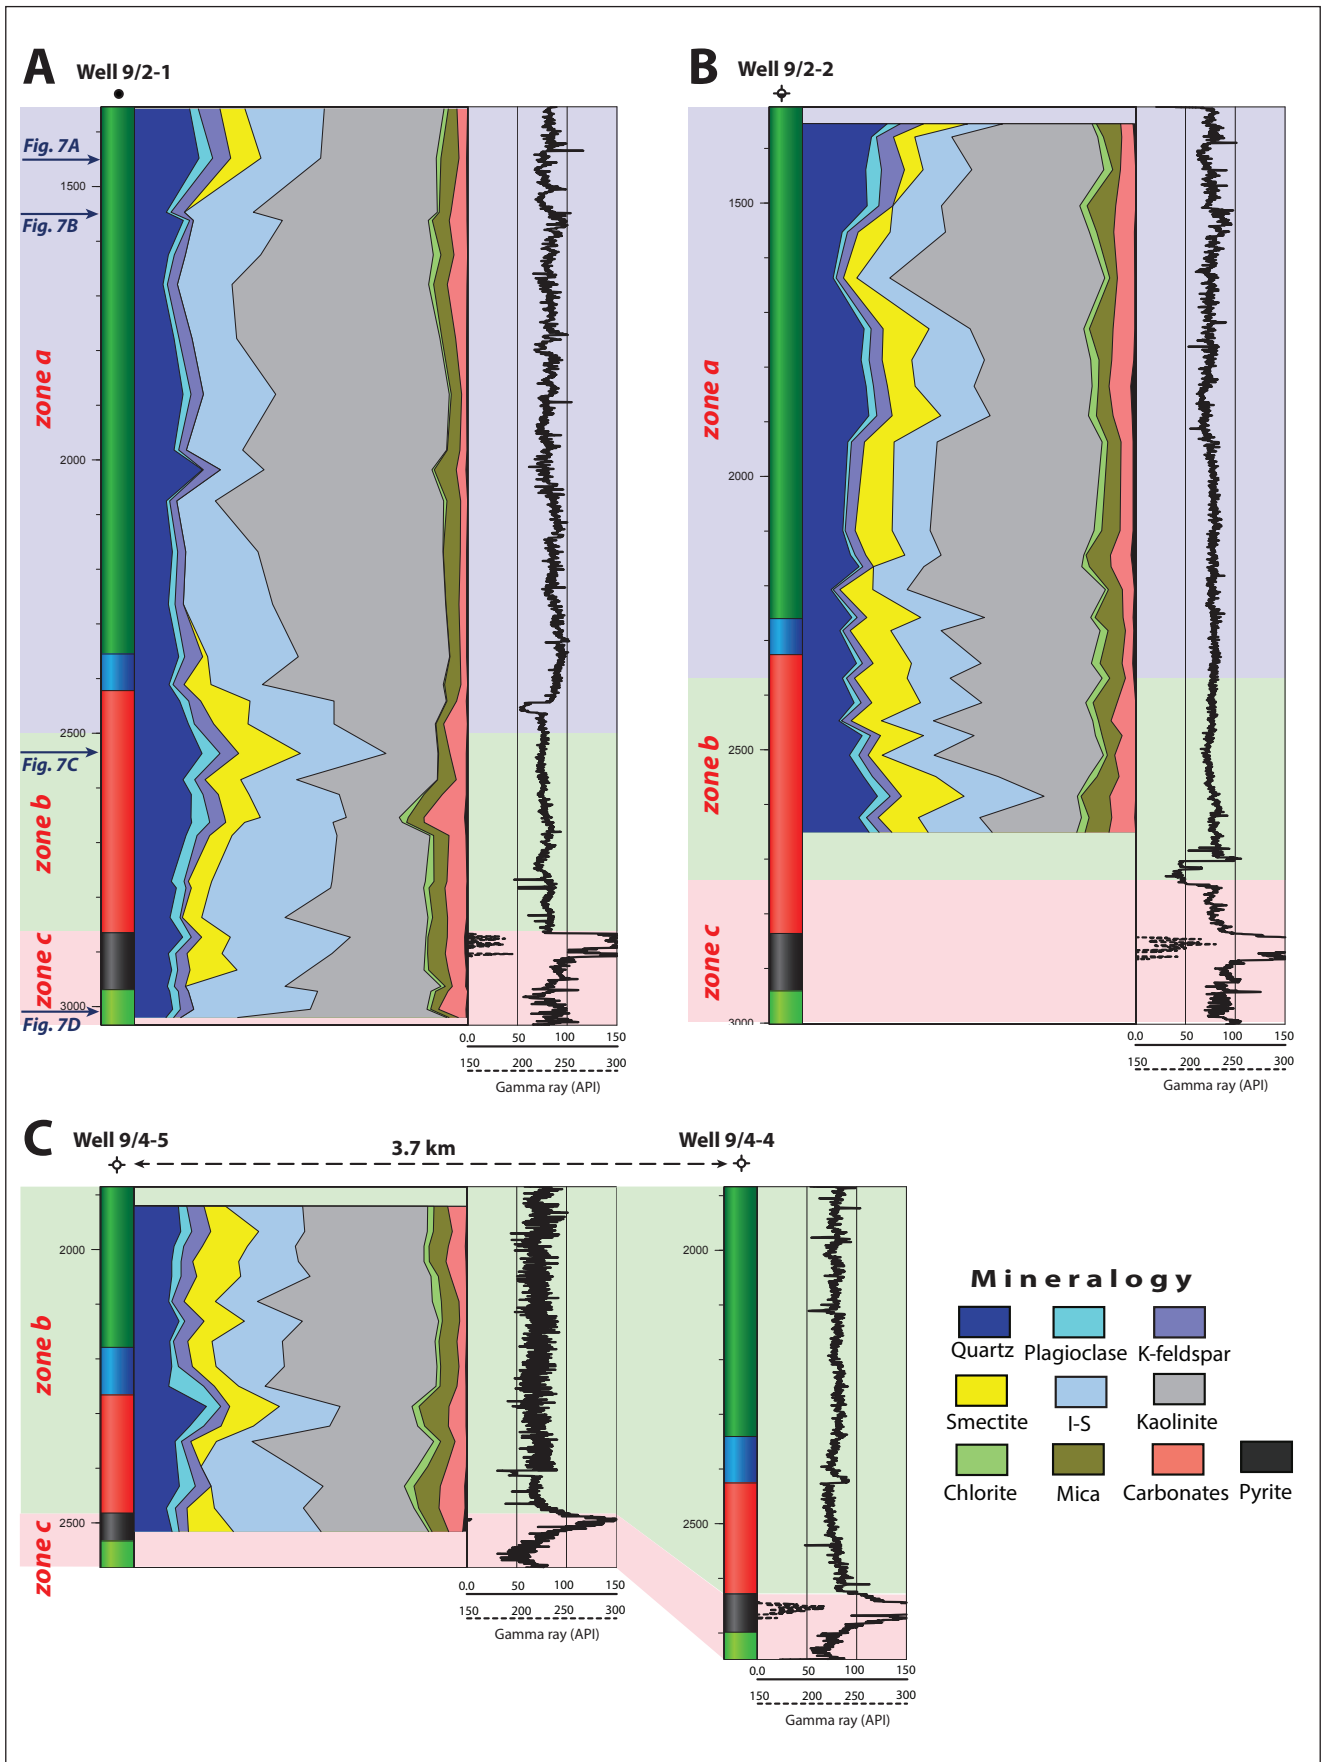 A Well 9/2-1
Fig. 7A
1500
Fig. 7B
zone a
2000
2500
Fig. 7C
zone b
zone c
3000
Fig. 7D
0.0 50 100 150
150 200 250 300
Gamma ray (API)
B Well 9/2-2
1500
zone a
2000
2500
zone b
zone c
3000
0.0 50 100 150
150 200 250 300
Gamma ray (API)
C Well 9/4-5
3.7 km
Well 9/4-4
2000
zone b
2500
zone c
0.0 50 100 150
150 200 250 300
Gamma ray (API)
2000
2500
0.0 50 100 150
150 200 250 300
Gamma ray (API)
Mineralogy
Quartz Plagioclase K-feldspar
Smectite I-S Kaolinite
Chlorite Mica Carbonates Pyrite